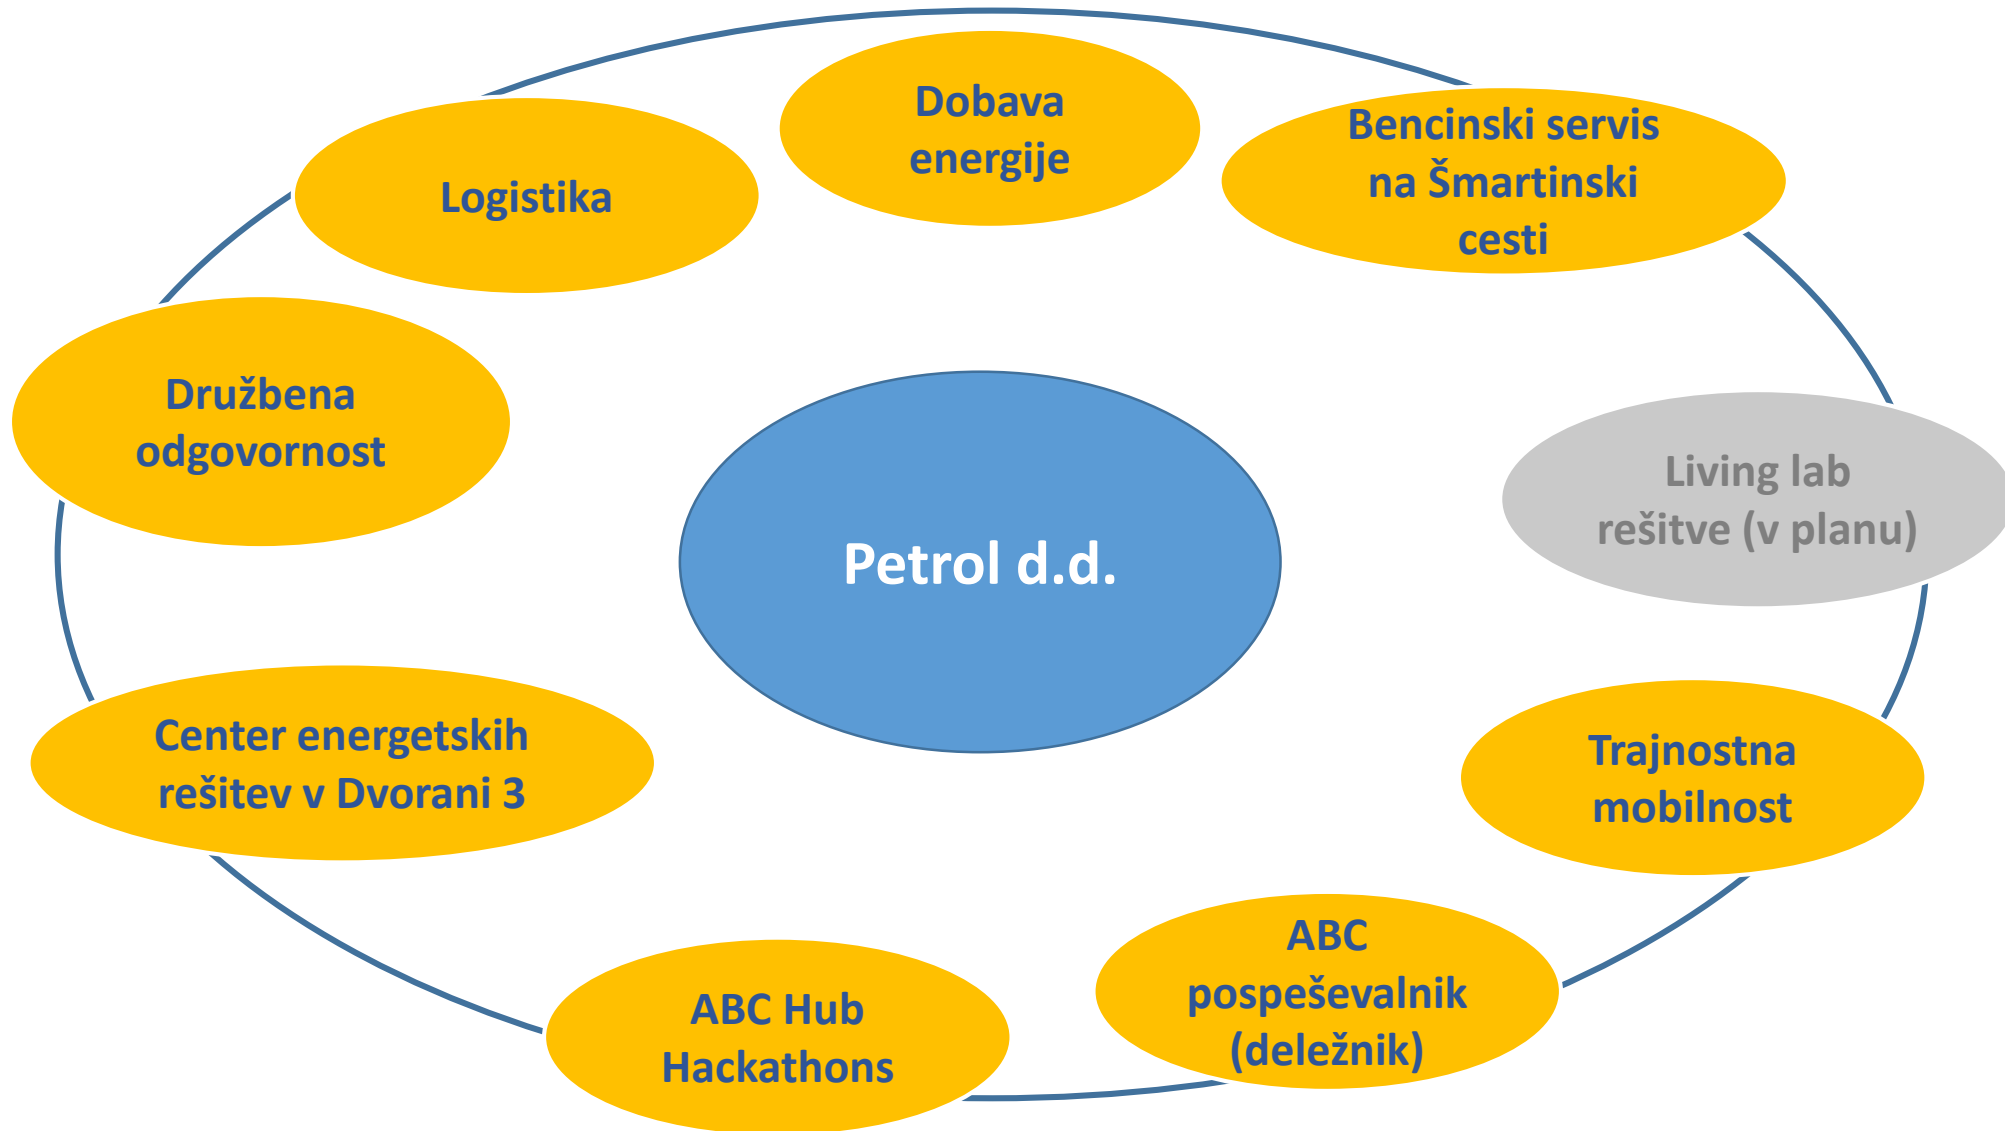 Dobava
energije
Bencinski servis
na Šmartinski
cesti
Logistika
Družbena
odgovornost
Living lab
rešitve (v planu)
Petrol d.d.
Center energetskih
rešitev v Dvorani 3
Trajnostna
mobilnost
ABC
pospeševalnik
(deležnik)
ABC Hub
Hackathons